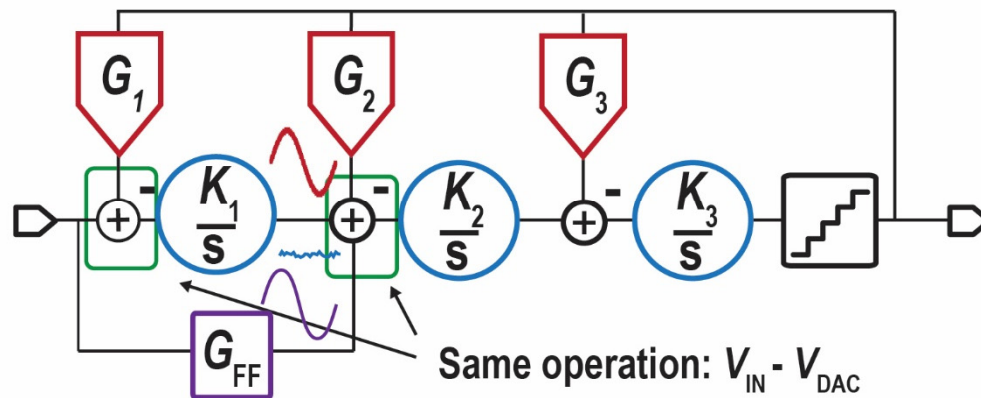 G1 G2 G3
- - -
+ K1/s + K2/s + K3/s
GFF
Same operation: VIN - VDAC